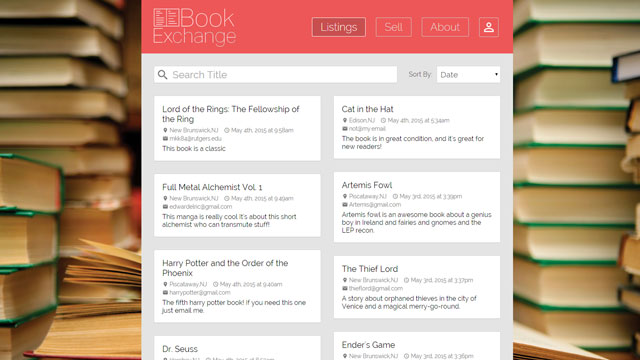 Book
Exchange
Listings
Sell
About
Search Title
Sort By:
Date
Lord of the Rings: The Fellowship of
the Ring
New Brunswick,NJ May 4th, 2015 at 9:58am
mkk84@rutgers.edu
This book is a classic
Full Metal Alchemist Vol. 1
New Brunswick,NJ May 4th, 2015 at 9:49am
edwardelric@gmail.com
This manga is really cool. It's about this short
alchemist who can transmute stuff!
Harry Potter and the Order of the
Phoenix
Piscataway,NJ May 4th, 2015 at 9:40am
harrypotter@gmail.com
The fifth harry potter book! If you need this one
just email me.
Dr. Seuss
Cat in the Hat
Edison,NJ May 4th, 2015 at 5:34am
not@my.email
The book is in great condition, and it's great for
new readers!
Artemis Fowl
Piscataway,NJ May 3rd, 2015 at 3:39pm
Artemis@gmail.com
Artemis fowl is an awesome book about a genius
boy in Ireland and fairies and gnomes and the
LEP recon.
The Thief Lord
New Brunswick,NJ May 3rd, 2015 at 3:37pm
theflord@gmail.com
A story about orphaned thieves in the city of
Venice and a magical merry-go-round.
Ender's Game
New Brunswick,NJ May 3rd, 2015 at 3:36pm